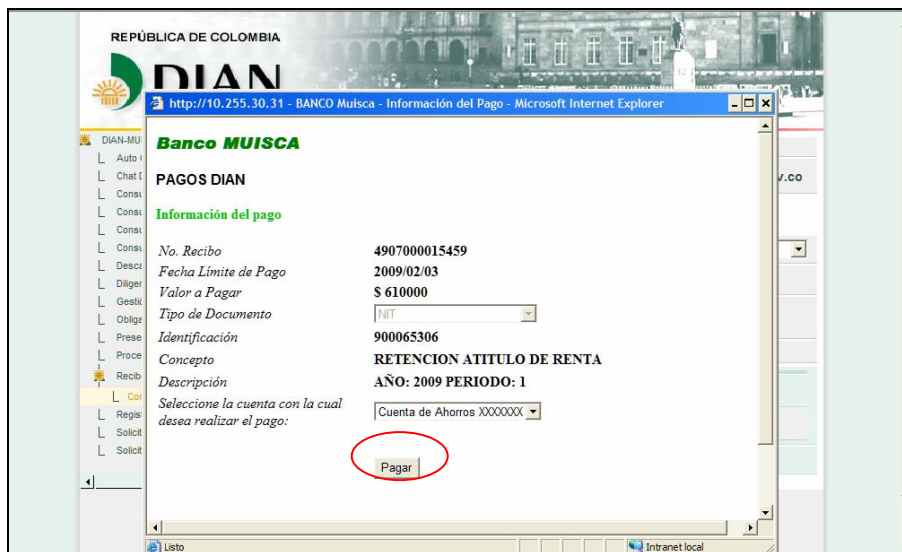 REPÚBLICA DE COLOMBIA
DIAN
http://10.255.30.31 - BANCO Muisca - Información del Pago - Microsoft Internet Explorer
DIAN-MU
Auto
Chat
Consu
Consu
Consu
Consu
Desca
Diliger
Gestió
Obliga
Prese
Proce
Recib
Con
Regis
Solicit
Solicit
v.co
Banco MUISCA
PAGOS DIAN
Información del pago
No. Recibo 4907000015459
Fecha Límite de Pago 2009/02/03
Valor a Pagar $ 610000
Tipo de Documento NIT
Identificación 900065306
Concepto RETENCION ATITULO DE RENTA
Descripción AÑO: 2009 PERIODO: 1
Seleccione la cuenta con la cual
desea realizar el pago: Cuenta de Ahorros XXXXXXX
Pagar
Listo Intranet local